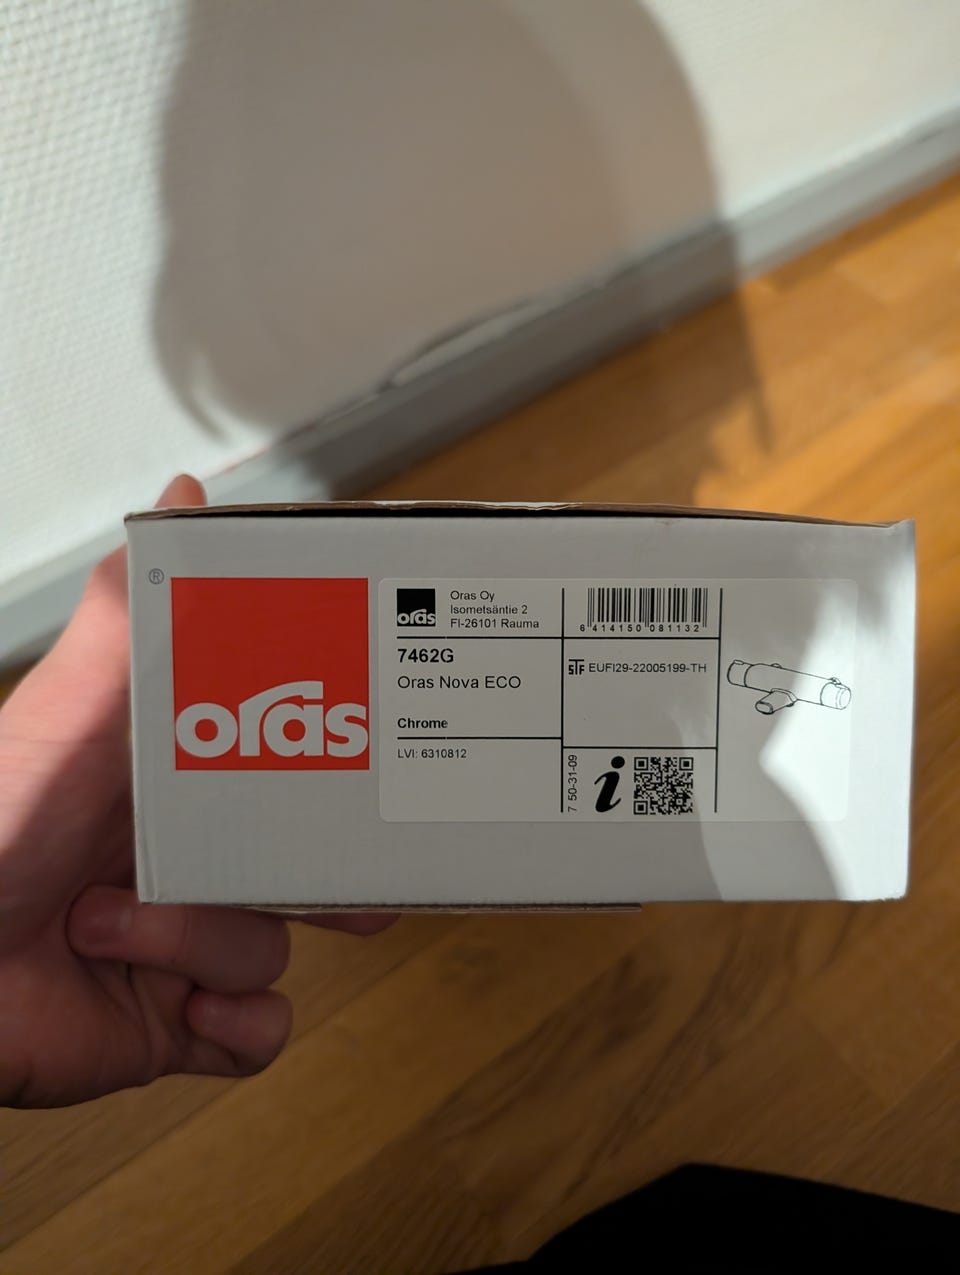 ®
oras
oras
Oras Oy
Isometsäntie 2
FI-26101 Rauma
7462G
Oras Nova ECO
Chrome
LVI: 6310812
6 414150 081132
STF EUFI29-22005199-TH
7 50-31-09
i